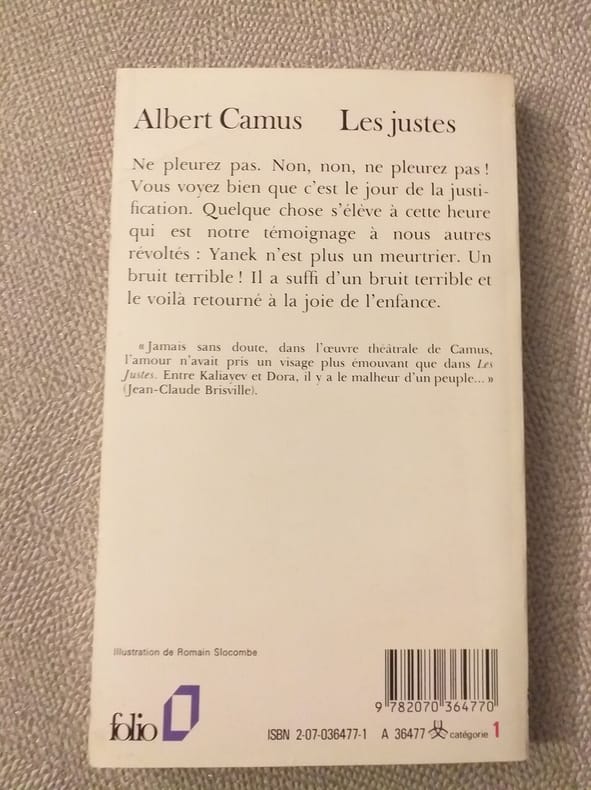 Albert Camus Les justes
Ne pleurez pas. Non, non, ne pleurez pas !
Vous voyez bien que c'est le jour de la justi-
fication. Quelque chose s'élève à cette heure
qui est notre témoignage à nous autres
révoltés : Yanek n'est plus un meurtrier. Un
bruit terrible ! Il a suffi d'un bruit terrible et
le voilà retourné à la joie de l'enfance.
« Jamais sans doute, dans l'œuvre théâtrale de Camus,
l'amour n'avait pris un visage plus émouvant que dans Les
Justes. Entre Kaliayev et Dora, il y a le malheur d'un peuple... »
(Jean-Claude Brisville).
Illustration de Romain Slocombe.
9 782070 364770
folio
ISBN 2-07-036477-1 A 36477 catégorie 1